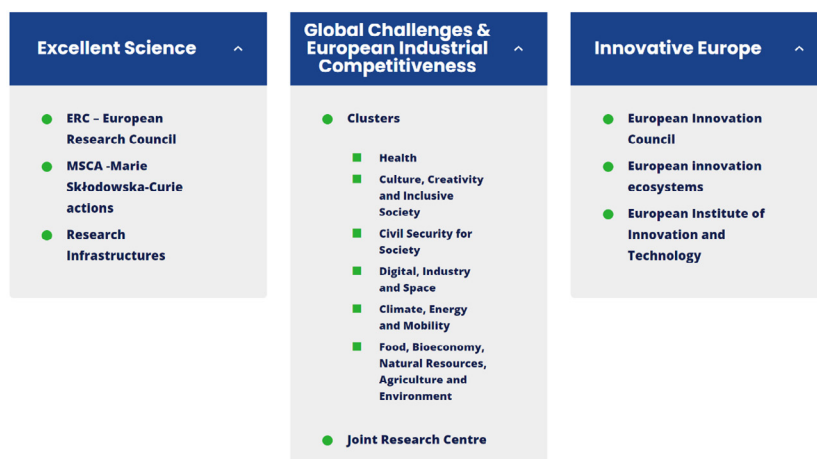 Excellent Science
ERC – European
Research Council
MSCA -Marie
Skłodowska-Curie
actions
Research
Infrastructures
Global Challenges &
European Industrial
Competitiveness
Clusters
Health
Culture, Creativity
and Inclusive
Society
Civil Security for
Society
Digital, Industry
and Space
Climate, Energy
and Mobility
Food, Bioeconomy,
Natural Resources,
Agriculture and
Environment
Joint Research Centre
Innovative Europe
European Innovation
Council
European innovation
ecosystems
European Institute of
Innovation and
Technology